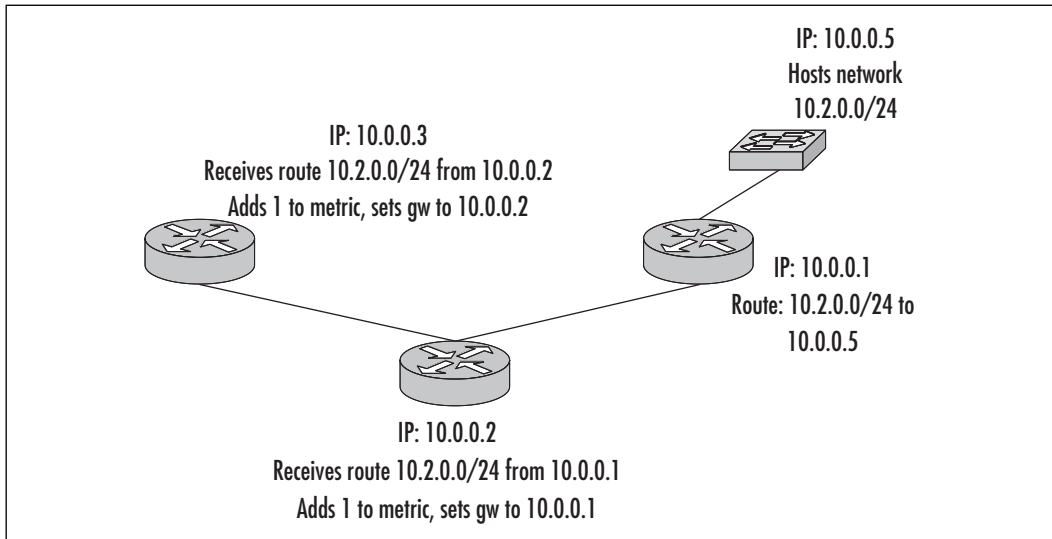 IP: 10.0.0.5
Hosts network
10.2.0.0/24
IP: 10.0.0.3
Receives route 10.2.0.0/24 from 10.0.0.2
Adds 1 to metric, sets gw to 10.0.0.2
IP: 10.0.0.1
Route: 10.2.0.0/24 to
10.0.0.5
IP: 10.0.0.2
Receives route 10.2.0.0/24 from 10.0.0.1
Adds 1 to metric, sets gw to 10.0.0.1